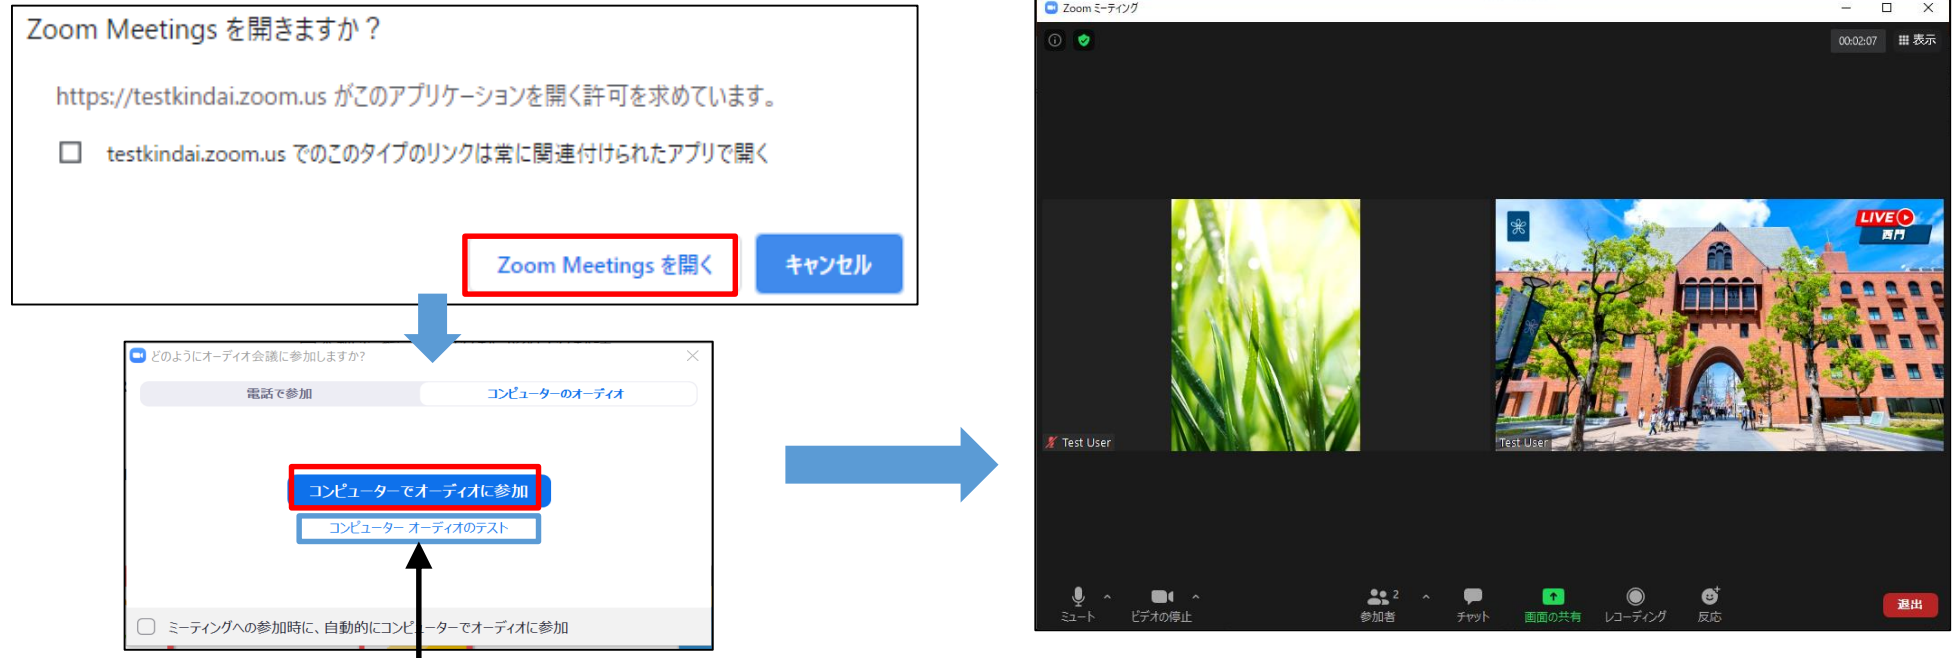 Zoom Meetings を開きますか？
https://testkindai.zoom.us がこのアプリケーションを開く許可を求めています。
testkindai.zoom.us でのこのタイプのリンクは常に関連付けられたアプリで開く
Zoom Meetings を開く
キャンセル
どのようにオーディオ会議に参加しますか?
電話で参加
コンピューターのオーディオ
コンピューターでオーディオに参加
コンピューター オーディオのテスト
ミーティングへの参加時に、自動的にコンピューターでオーディオに参加
Zoom ミーティング
00:02:07
表示
LIVE
西門
Test User
Test User
ミュート
ビデオの停止
2
参加者
チャット
画面の共有
レコーディング
反応
退出